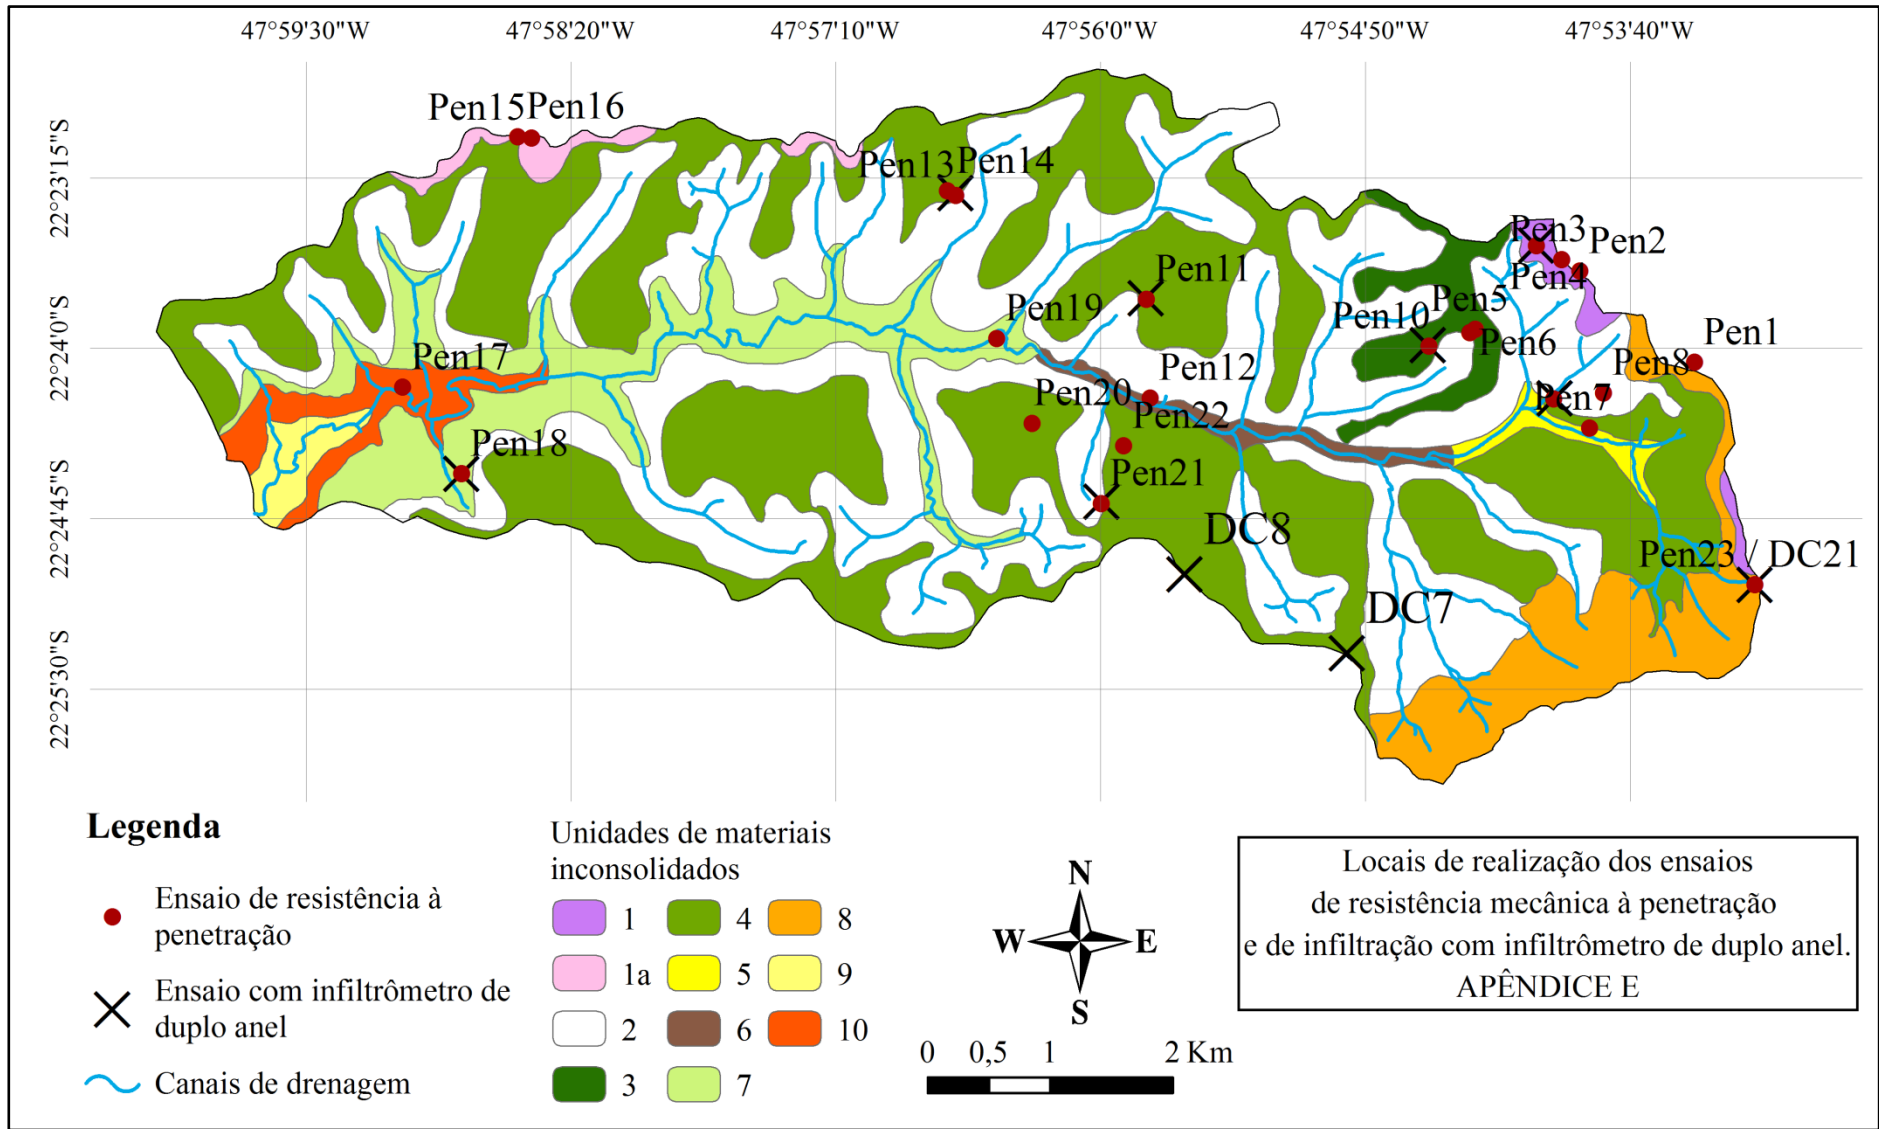 47°59'30"W
47°58'20"W
47°57'10"W
47°56'0"W
47°54'50"W
47°53'40"W
22°23'15"S
22°24'0"S
22°24'45"S
22°25'30"S
Pen15
Pen16
Pen13
Pen14
Pen3
Pen2
Pen4
Pen11
Pen5
Pen19
Pen10
Pen6
Pen1
Pen17
Pen12
Pen8
Pen20
Pen22
Pen7
Pen18
Pen21
DC8
Pen23 / DC21
DC7
Legenda
Ensaio de resistência à
penetração
Ensaio com infiltrômetro de
duplo anel
Canais de drenagem
Unidades de materiais
inconsolidados
1
1a
2
3
4
5
6
7
8
9
10
N
W
E
S
0
0,5
1
2 Km
Locais de realização dos ensaios
de resistência mecânica à penetração
e de infiltração com infiltrômetro de duplo anel.
APÊNDICE E